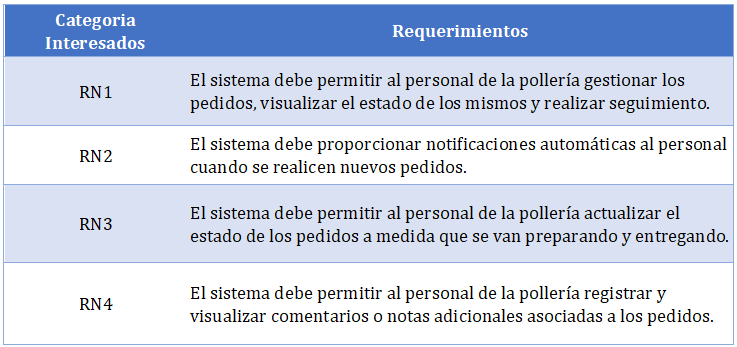 Categoria
Interesados
Requerimientos
RN1
El sistema debe permitir al personal de la pollería gestionar los
pedidos, visualizar el estado de los mismos y realizar seguimiento.
RN2
El sistema debe proporcionar notificaciones automáticas al personal
cuando se realicen nuevos pedidos.
RN3
El sistema debe permitir al personal de la pollería actualizar el
estado de los pedidos a medida que se van preparando y entregando.
RN4
El sistema debe permitir al personal de la pollería registrar y
visualizar comentarios o notas adicionales asociadas a los pedidos.